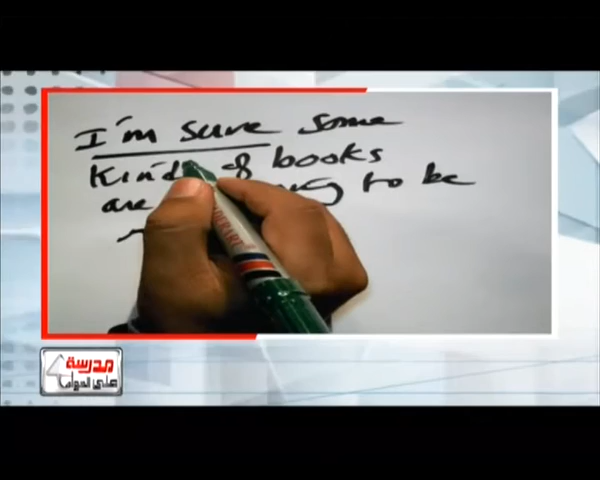 I'm sure some
Kind of books
are to be
مدرسة
على الهواء